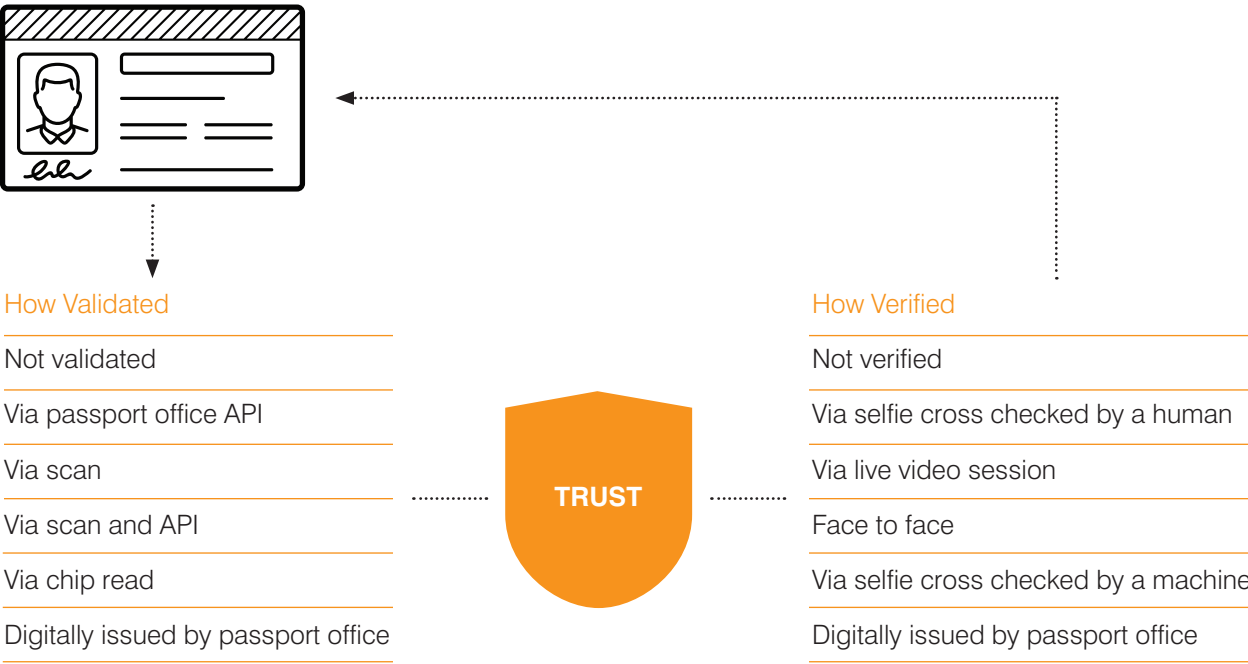 How Validated
Not validated
Via passport office API
Via scan
Via scan and API
Via chip read
Digitally issued by passport office
TRUST
How Verified
Not verified
Via selfie cross checked by a human
Via live video session
Face to face
Via selfie cross checked by a machine
Digitally issued by passport office